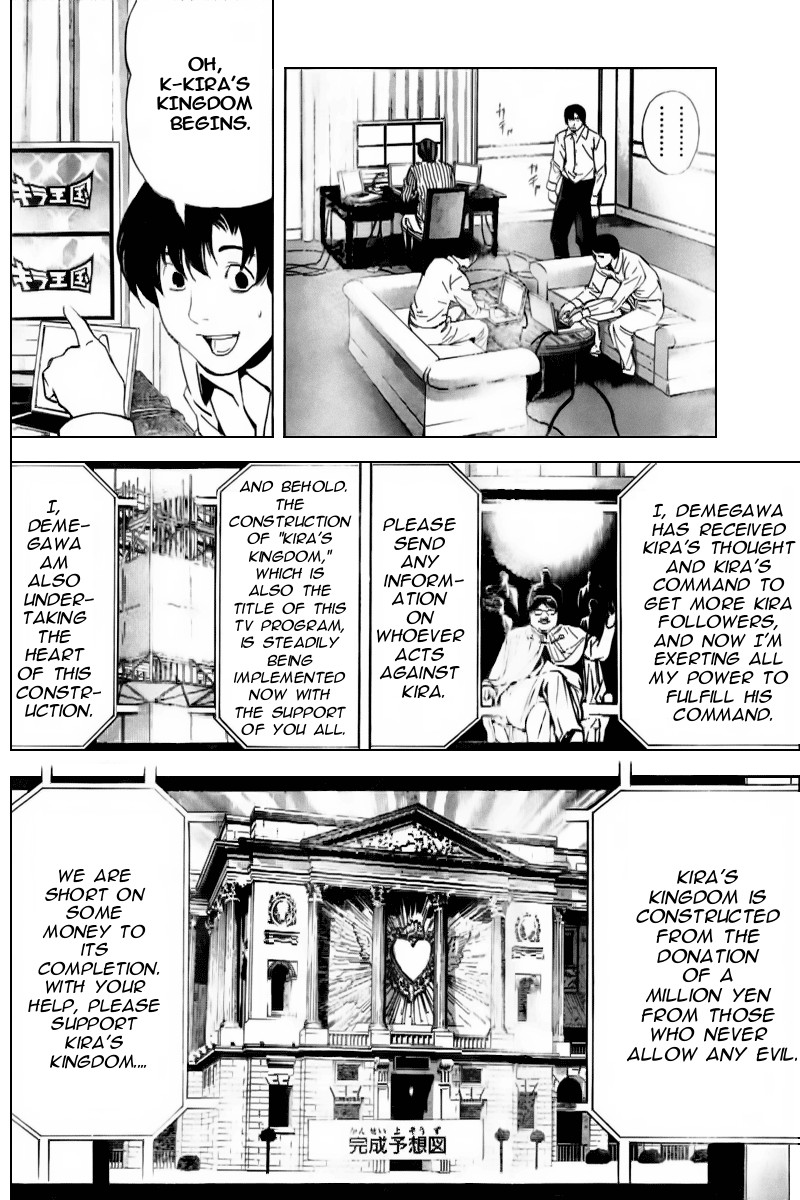 ………
カタ
カタ
OH,
K-KIRA'S
KINGDOM
BEGINS.
キラ王国
キラ王国
I, DEMEGAWA
HAS RECEIVED
KIRA'S THOUGHT
AND KIRA'S
COMMAND TO
GET MORE KIRA
FOLLOWERS,
AND NOW I'M
EXERTING ALL
MY POWER TO
FULFILL HIS
COMMAND.
PLEASE
SEND
ANY
INFORM-
ATION
ON
WHOEVER
ACTS
AGAINST
KIRA.
AND BEHOLD.
THE
CONSTRUCTION
OF "KIRA'S
KINGDOM,"
WHICH IS
ALSO THE
TITLE OF THIS
TV PROGRAM,
IS STEADILY
BEING
IMPLEMENTED
NOW WITH
THE SUPPORT
OF YOU ALL.
I,
DEME-
GAWA
AM
ALSO
UNDER-
TAKING
THE
HEART
OF THIS
CONSTR-
UCTION.
KIRA'S
KINGDOM IS
CONSTRUCTED
FROM THE
DONATION
OF A
MILLION YEN
FROM THOSE
WHO NEVER
ALLOW ANY EVIL.
WE ARE
SHORT ON
SOME
MONEY TO
ITS
COMPLETION.
WITH YOUR
HELP, PLEASE
SUPPORT
KIRA'S
KINGDOM....
かんせいよそうず
完成予想図